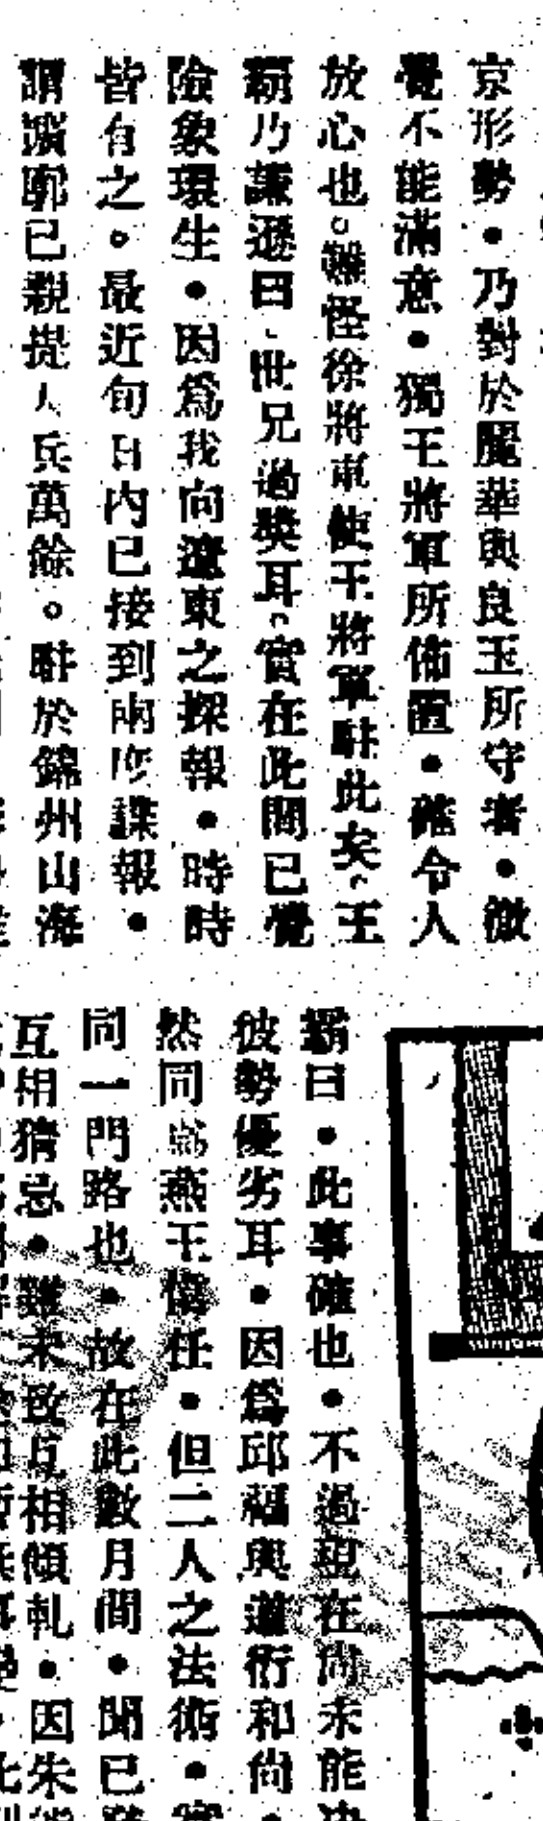 京形勢•乃對於麗華與良玉所守者•微
覺不能滿意•獨王將軍所佈置•確令人
放心也。難怪徐將軍使王將軍駐此矣。王
霸乃謙遜曰、世兄過獎耳。實在此間已覺
險象環生•因爲我向遼東之探報•時時
皆有之。最近旬日內已接到兩諜報•
謂郭已親提人兵萬餘。駐於錦州山海
霸曰•此事確也•不過現在尚未能
彼勢優劣耳•因爲邱福與道衍和尙•
然同爲燕王信任•但二人之法術•實
同一門路也•故在此數月間•聞已
互相猜忌•雖未致互相傾軋•因朱